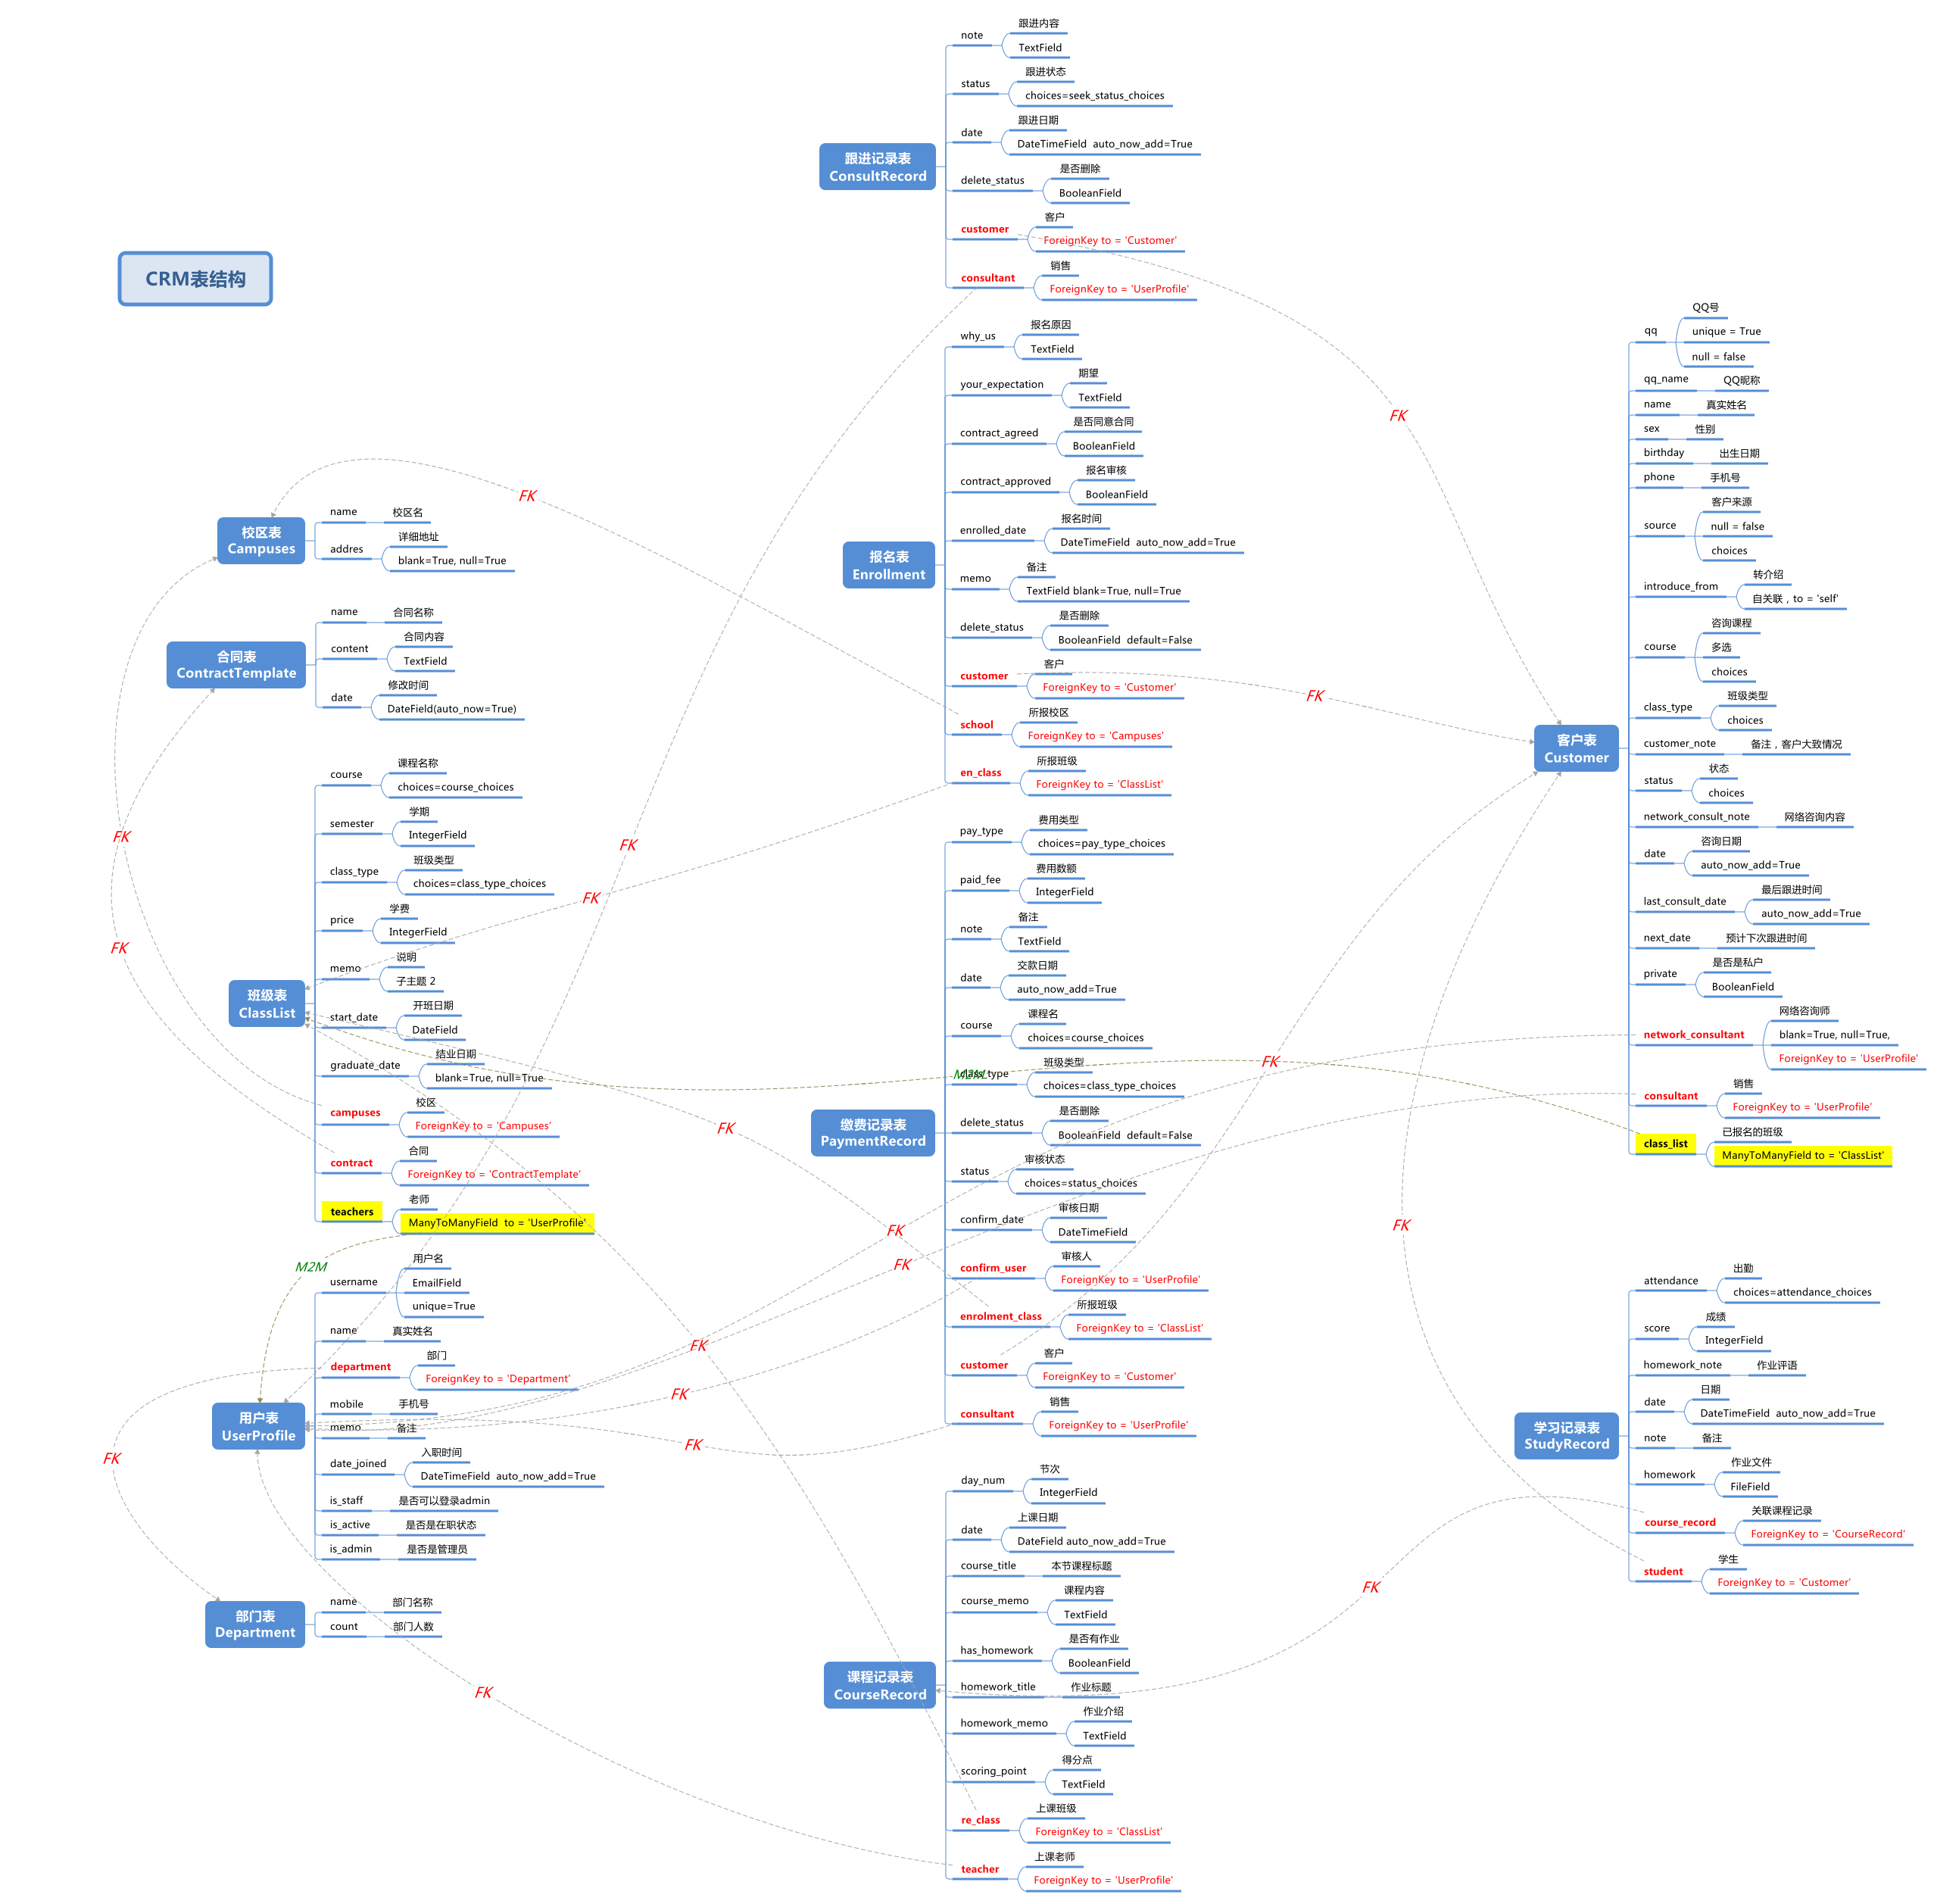 CRM表结构
校区表
Campuses
name
校区名
addres
详细地址
blank=True, null=True
合同表
ContractTemplate
name
合同名称
content
合同内容
TextField
date
修改时间
DateField(auto_now=True)
班级表
ClassList
course
课程名称
choices=course_choices
semester
学期
IntegerField
class_type
班级类型
choices=class_type_choices
price
学费
IntegerField
memo
说明
子主题 2
start_date
开班日期
DateField
graduate_date
结业日期
blank=True, null=True
campuses
校区
ForeignKey to = 'Campuses'
contract
合同
ForeignKey to = 'ContractTemplate'
teachers
老师
ManyToManyField  to = 'UserProfile'
用户表
UserProfile
username
用户名
EmailField
unique=True
name
真实姓名
department
部门
ForeignKey to = 'Department'
mobile
手机号
memo
备注
date_joined
入职时间
DateTimeField  auto_now_add=True
is_staff
是否可以登录admin
is_active
是否是在职状态
is_admin
是否是管理员
部门表
Department
name
部门名称
count
部门人数
跟进记录表
ConsultRecord
note
跟进内容
TextField
status
跟进状态
choices=seek_status_choices
date
跟进日期
DateTimeField  auto_now_add=True
delete_status
是否删除
BooleanField
customer
客户
ForeignKey to = 'Customer'
consultant
销售
ForeignKey to = 'UserProfile'
报名表
Enrollment
why_us
报名原因
TextField
your_expectation
期望
TextField
contract_agreed
是否同意合同
BooleanField
contract_approved
报名审核
BooleanField
enrolled_date
报名时间
DateTimeField  auto_now_add=True
memo
备注
TextField blank=True, null=True
delete_status
是否删除
BooleanField  default=False
customer
客户
ForeignKey to = 'Customer'
school
所报校区
ForeignKey to = 'Campuses'
en_class
所报班级
ForeignKey to = 'ClassList'
缴费记录表
PaymentRecord
pay_type
费用类型
choices=pay_type_choices
paid_fee
费用数额
IntegerField
note
备注
TextField
date
交款日期
auto_now_add=True
course
课程名
choices=course_choices
class_type
班级类型
choices=class_type_choices
delete_status
是否删除
BooleanField  default=False
status
审核状态
choices=status_choices
confirm_date
审核日期
DateTimeField
confirm_user
审核人
ForeignKey to = 'UserProfile'
enrolment_class
所报班级
ForeignKey to = 'ClassList'
customer
客户
ForeignKey to = 'Customer'
consultant
销售
ForeignKey to = 'UserProfile'
课程记录表
CourseRecord
day_num
节次
IntegerField
date
上课日期
DateField auto_now_add=True
course_title
本节课程标题
course_memo
课程内容
TextField
has_homework
是否有作业
BooleanField
homework_title
作业标题
homework_memo
作业介绍
TextField
scoring_point
得分点
TextField
re_class
上课班级
ForeignKey to = 'ClassList'
teacher
上课老师
ForeignKey to = 'UserProfile'
客户表
Customer
qq
QQ号
unique = True
null = false
qq_name
QQ昵称
name
真实姓名
sex
性别
birthday
出生日期
phone
手机号
source
客户来源
null = false
choices
introduce_from
转介绍
自关联，to = 'self'
course
咨询课程
多选
choices
class_type
班级类型
choices
customer_note
备注，客户大致情况
status
状态
choices
network_consult_note
网络咨询内容
date
咨询日期
auto_now_add=True
last_consult_date
最后跟进时间
auto_now_add=True
next_date
预计下次跟进时间
private
是否是私户
BooleanField
network_consultant
网络咨询师
blank=True, null=True,
ForeignKey to = 'UserProfile'
consultant
销售
ForeignKey to = 'UserProfile'
class_list
已报名的班级
ManyToManyField to = 'ClassList'
学习记录表
StudyRecord
attendance
出勤
choices=attendance_choices
score
成绩
IntegerField
homework_note
作业评语
date
日期
DateTimeField  auto_now_add=True
note
备注
homework
作业文件
FileField
course_record
关联课程记录
ForeignKey to = 'CourseRecord'
student
学生
ForeignKey to = 'Customer'
FK
FK
FK
FK
FK
FK
FK
FK
FK
M2M
FK
FK
FK
FK
M2M
FK
FK
FK
FK
FK
FK